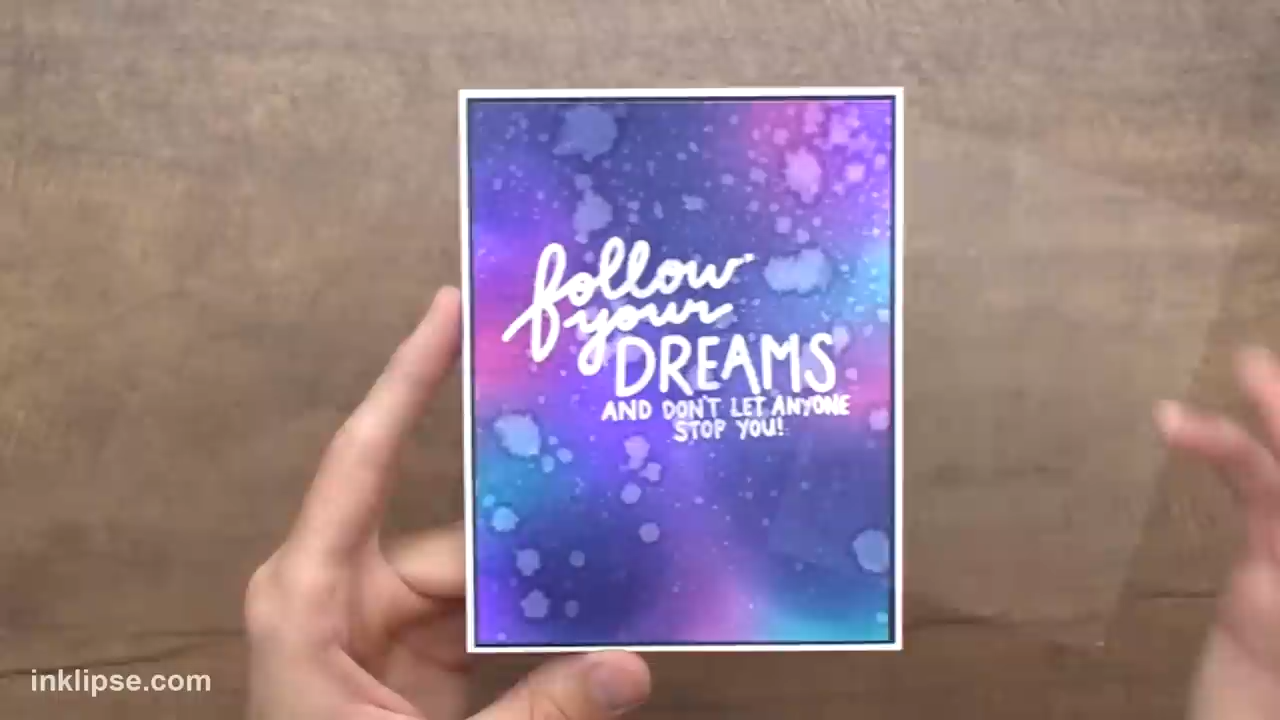 follow
your
DREAMS
AND DON'T LET ANYONE
STOP YOU!
inklipse.com